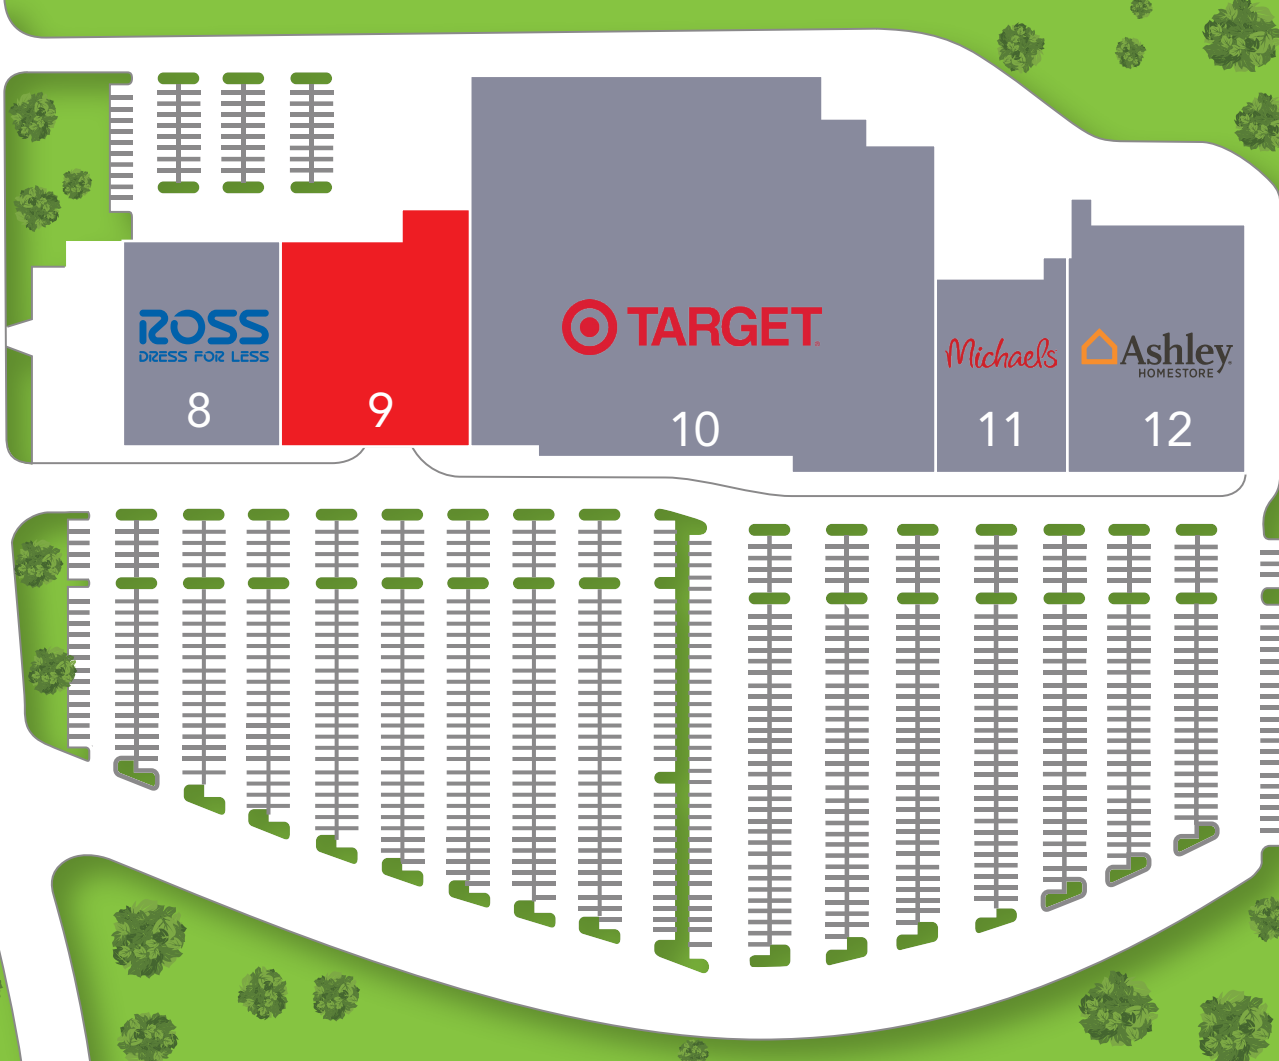 ROSS
DRESS FOR LESS
8
9
TARGET
10
Michaels
11
Ashley
HOMESTORE
12